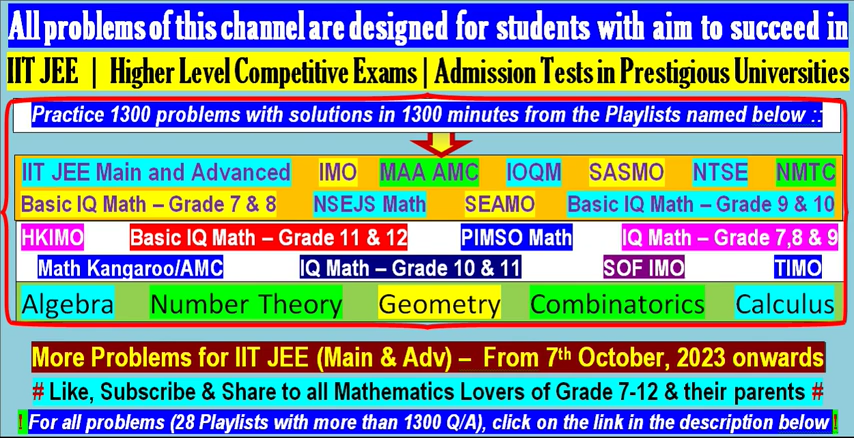 All problems of this channel are designed for students with aim to succeed in
IIT JEE | Higher Level Competitive Exams | Admission Tests in Prestigious Universities
Practice 1300 problems with solutions in 1300 minutes from the Playlists named below ::
IIT JEE Main and Advanced IMO MAA AMC IOQM SASMO NTSE NMTC
Basic IQ Math – Grade 7 & 8 NSEJS Math SEAMO Basic IQ Math – Grade 9 & 10
HKIMO Basic IQ Math – Grade 11 & 12 PIMSO Math IQ Math – Grade 7,8 & 9
Math Kangaroo/AMC IQ Math – Grade 10 & 11 SOF IMO TIMO
Algebra Number Theory Geometry Combinatorics Calculus
More Problems for IIT JEE (Main & Adv) – From 7th October, 2023 onwards
# Like, Subscribe & Share to all Mathematics Lovers of Grade 7-12 & their parents #
! For all problems (28 Playlists with more than 1300 Q/A), click on the link in the description below !